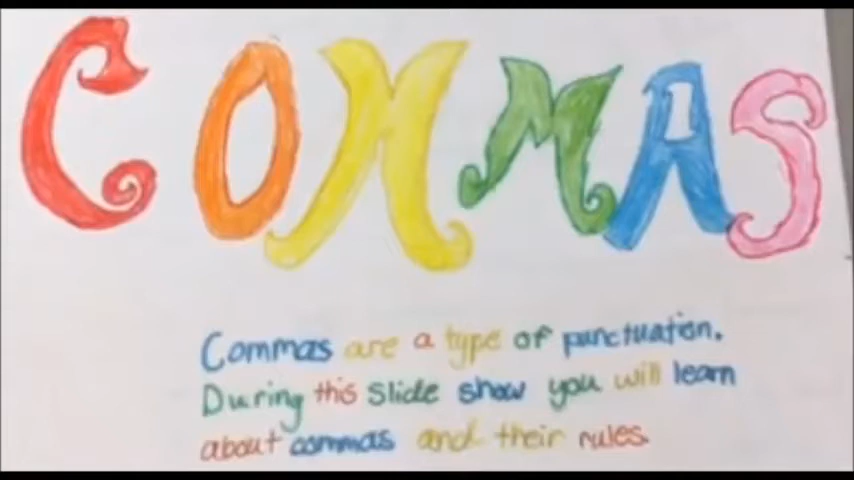 COMMAS
Commas are a type of punctuation.
During this slide show you will learn
about commas and their rules.